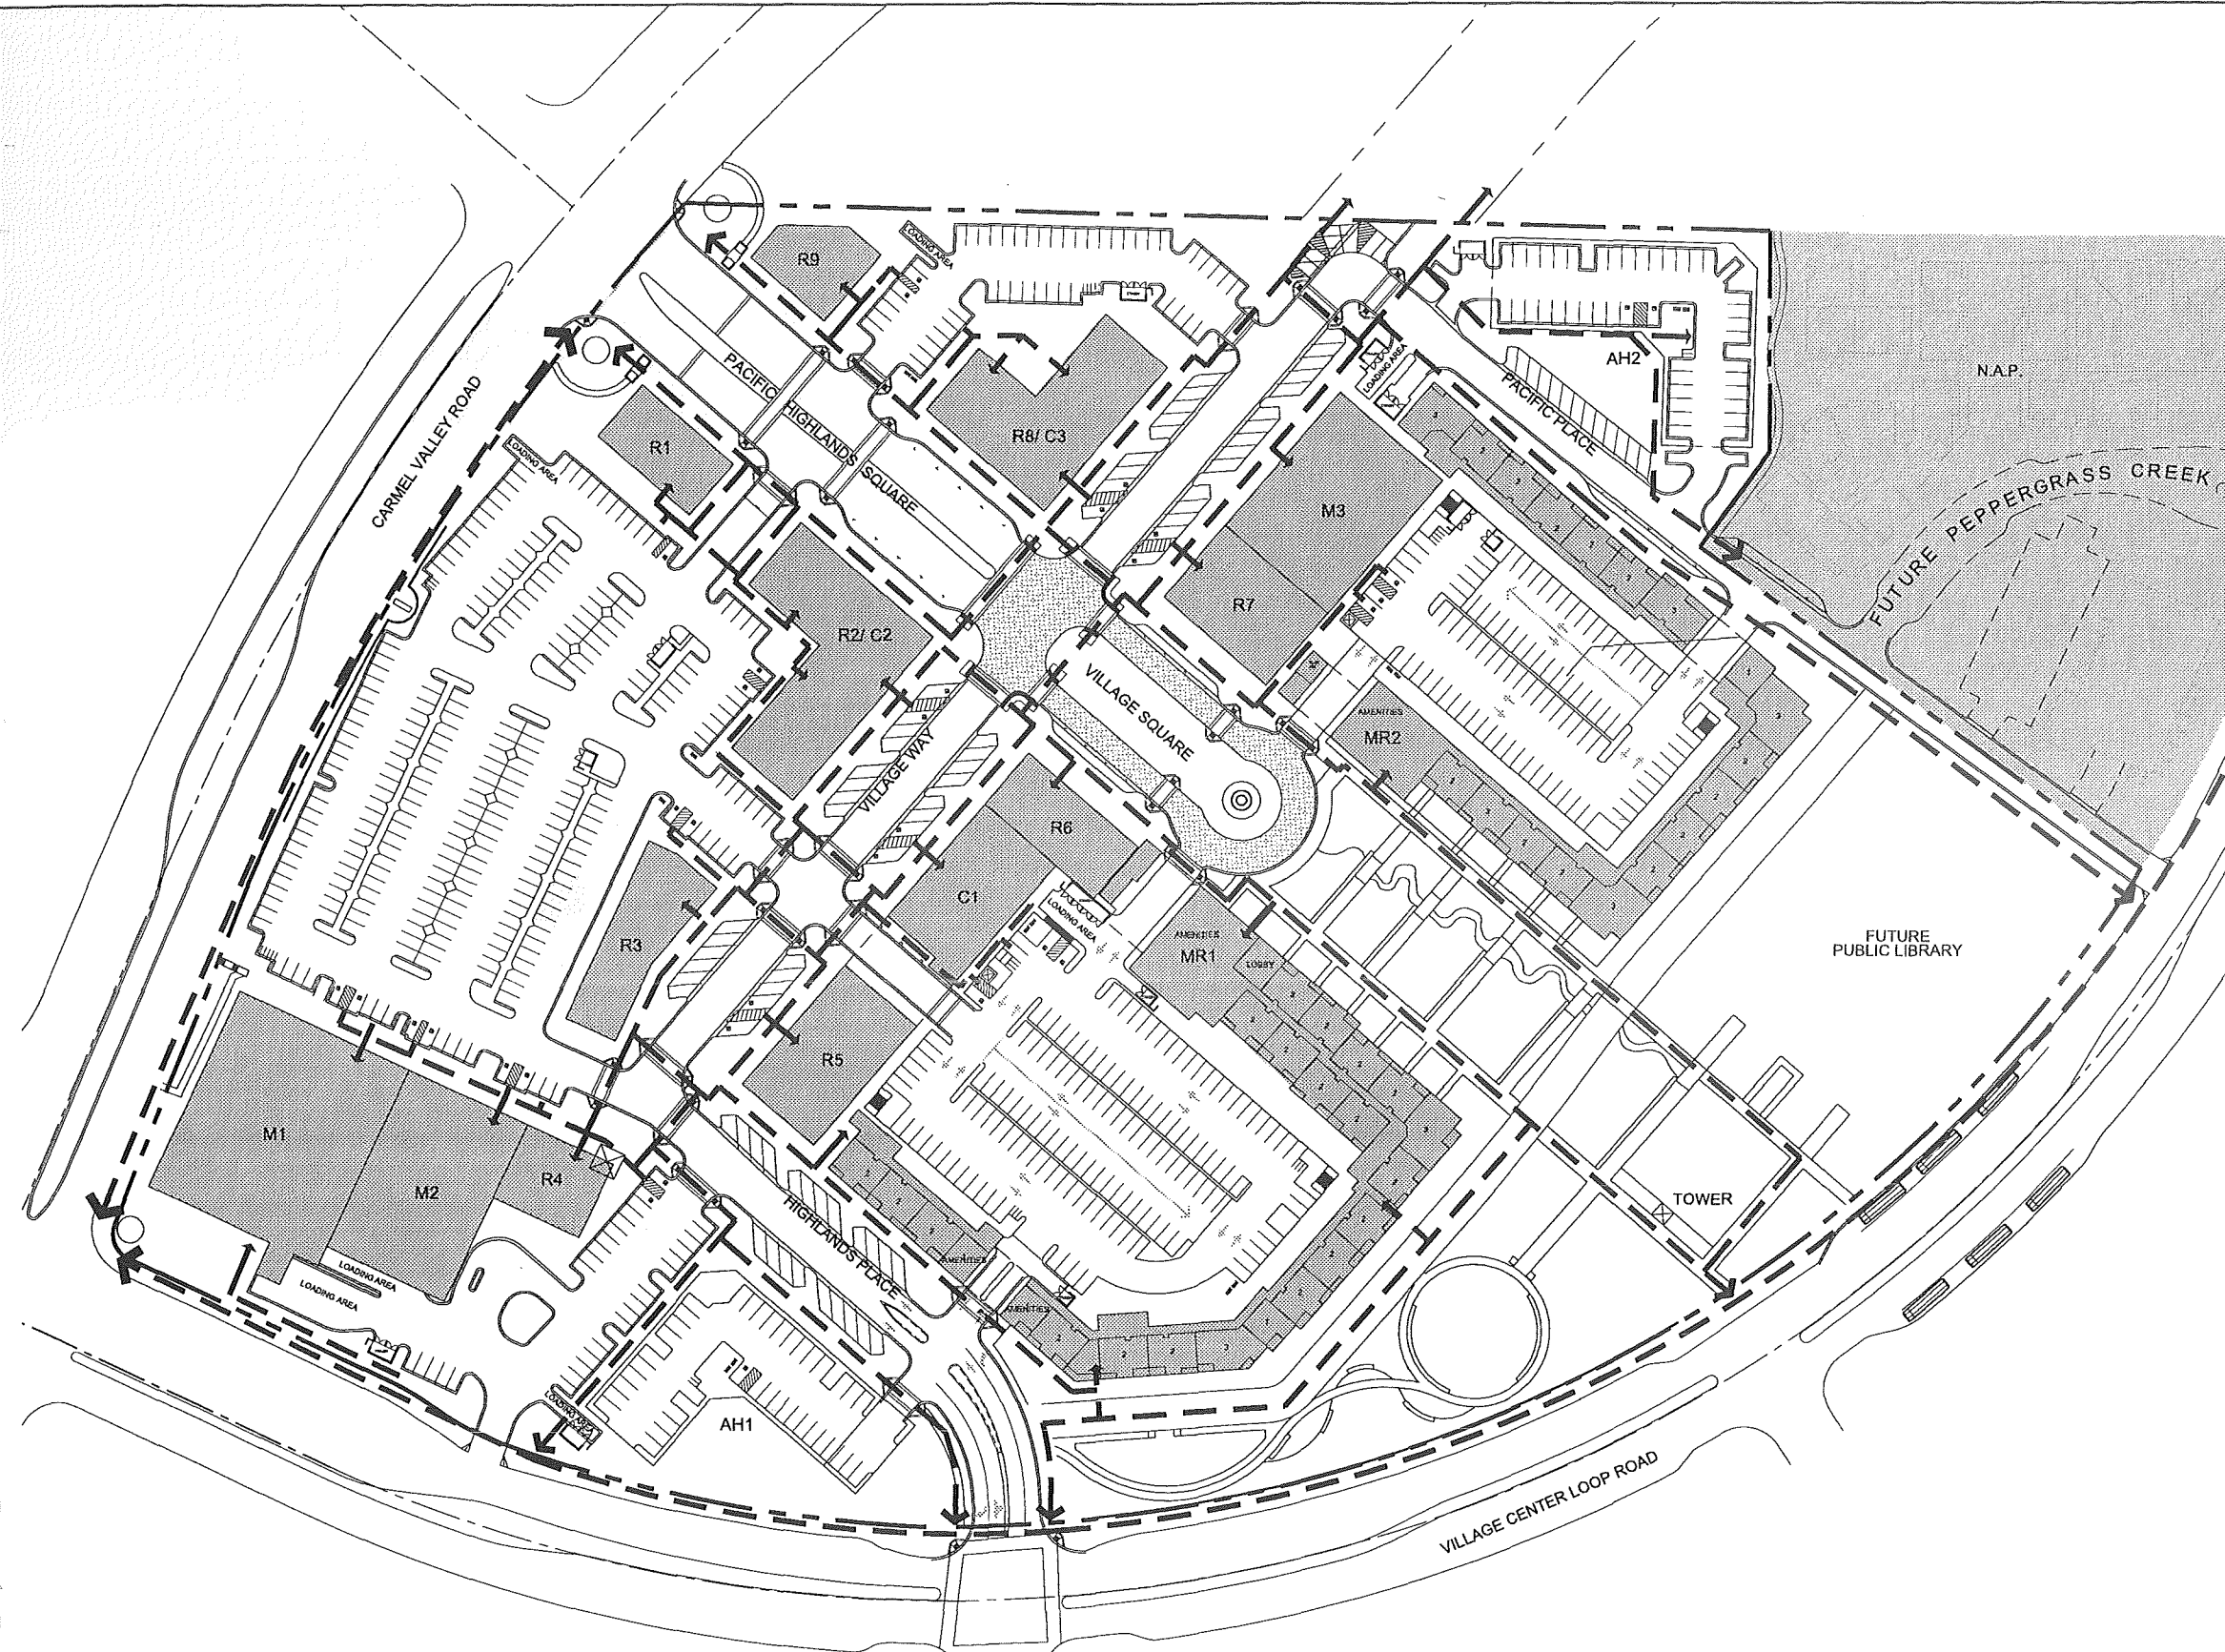 R9
LOADING AREA
CARMEL VALLEY ROAD
PACIFIC HIGHLANDS SQUARE
R1
LOADING AREA
R8/ C3
LOADING AREA
PACIFIC PLACE
AH2
N.A.P.
FUTURE PEPPERGRASS CREEK
M3
R7
R2/ C2
VILLAGE SQUARE
VILLAGE WAY
AMENITIES
MR2
R6
C1
LOADING AREA
R3
AMENITIES
MR1
LOBBY
FUTURE
PUBLIC LIBRARY
R5
M1
M2
R4
HIGHLANDS PLACE
TOWER
LOADING AREA
LOADING AREA
AMENITIES
AMENITIES
LOADING AREA
AH1
VILLAGE CENTER LOOP ROAD